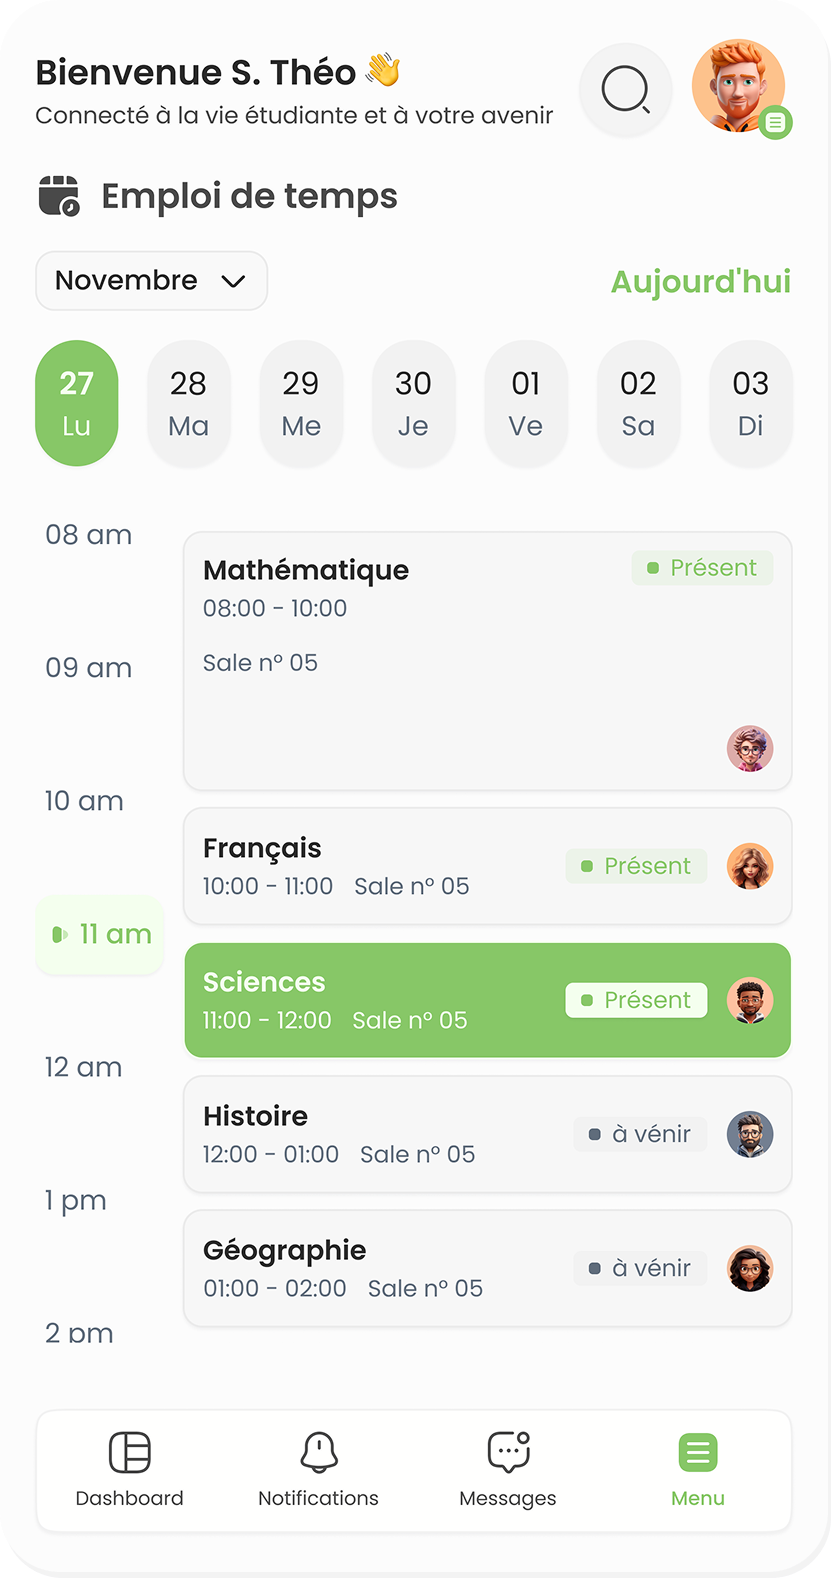 Bienvenue S. Théo 👋
Connecté à la vie étudiante et à votre avenir
Emploi de temps
Novembre
Aujourd'hui
27 28 29 30 01 02 03
Lu Ma Me Je Ve Sa Di
08 am
Mathématique
Présent
08:00 - 10:00
09 am
Sale n° 05
10 am
Français
10:00 - 11:00 Sale n° 05
Présent
11 am
Sciences
11:00 - 12:00 Sale n° 05
Présent
12 am
Histoire
12:00 - 01:00 Sale n° 05
à vénir
1 pm
Géographie
01:00 - 02:00 Sale n° 05
à vénir
2 pm
Dashboard
Notifications
Messages
Menu